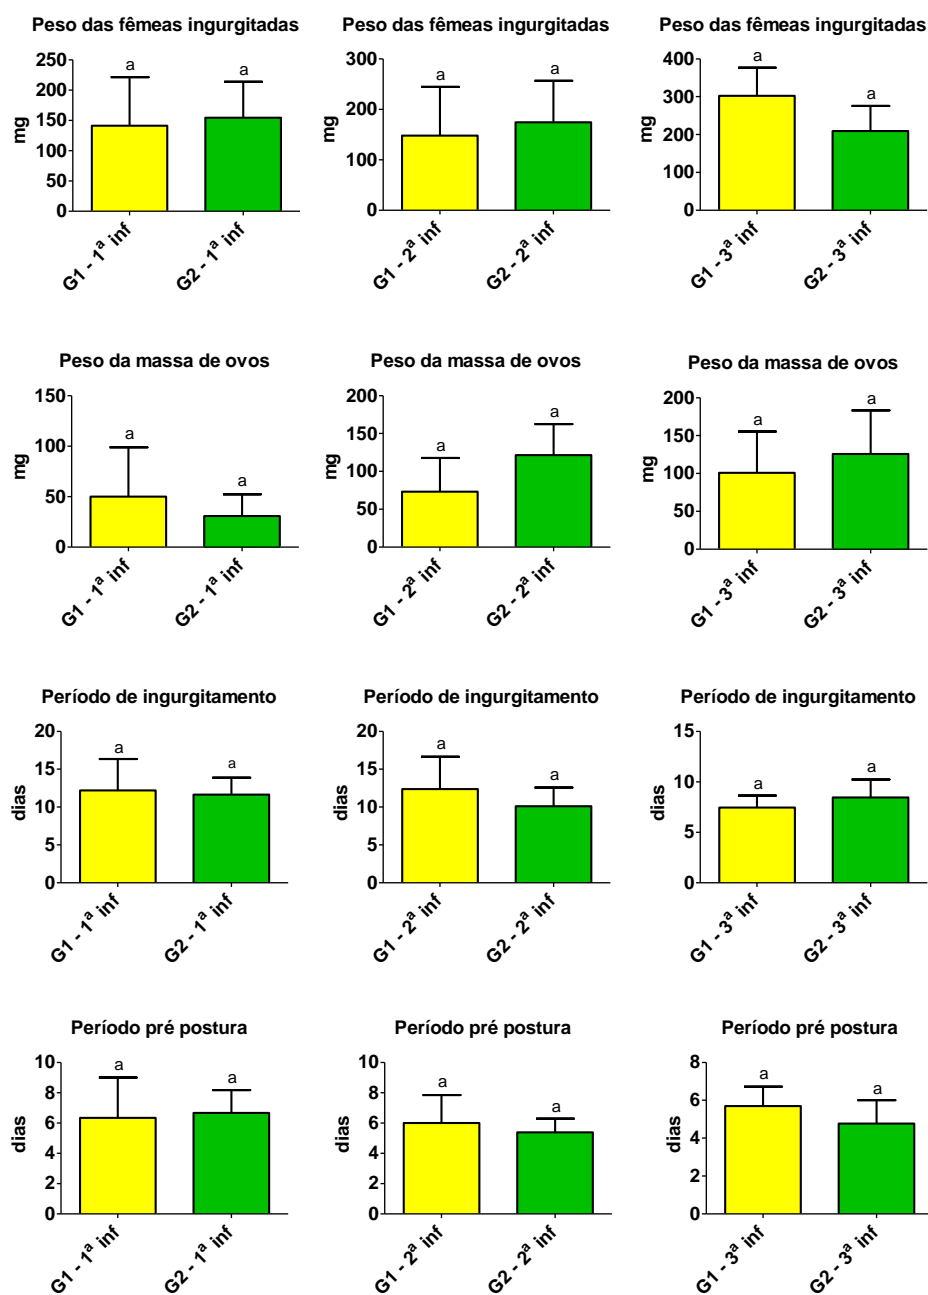 Peso das fêmeas ingurgitadas
250
200
150
100
50
0
mg
a
a
G1 - 1ª inf
G2 - 1ª inf
Peso das fêmeas ingurgitadas
300
200
100
0
mg
a
a
G1 - 2ª inf
G2 - 2ª inf
Peso das fêmeas ingurgitadas
400
300
200
100
0
mg
a
a
G1 - 3ª inf
G2 - 3ª inf
Peso da massa de ovos
150
100
50
0
mg
a
a
G1 - 1ª inf
G2 - 1ª inf
Peso da massa de ovos
200
150
100
50
0
mg
a
a
G1 - 2ª inf
G2 - 2ª inf
Peso da massa de ovos
200
150
100
50
0
mg
a
a
G1 - 3ª inf
G2 - 3ª inf
Período de ingurgitamento
20
15
10
5
0
dias
a
a
G1 - 1ª inf
G2 - 1ª inf
Período de ingurgitamento
20
15
10
5
0
dias
a
a
G1 - 2ª inf
G2 - 2ª inf
Período de ingurgitamento
15
10
5
0
dias
a
a
G1 - 3ª inf
G2 - 3ª inf
Período pré postura
10
8
6
4
2
0
dias
a
a
G1 - 1ª inf
G2 - 1ª inf
Período pré postura
10
8
6
4
2
0
dias
a
a
G1 - 2ª inf
G2 - 2ª inf
Período pré postura
8
6
4
2
0
dias
a
a
G1 - 3ª inf
G2 - 3ª inf